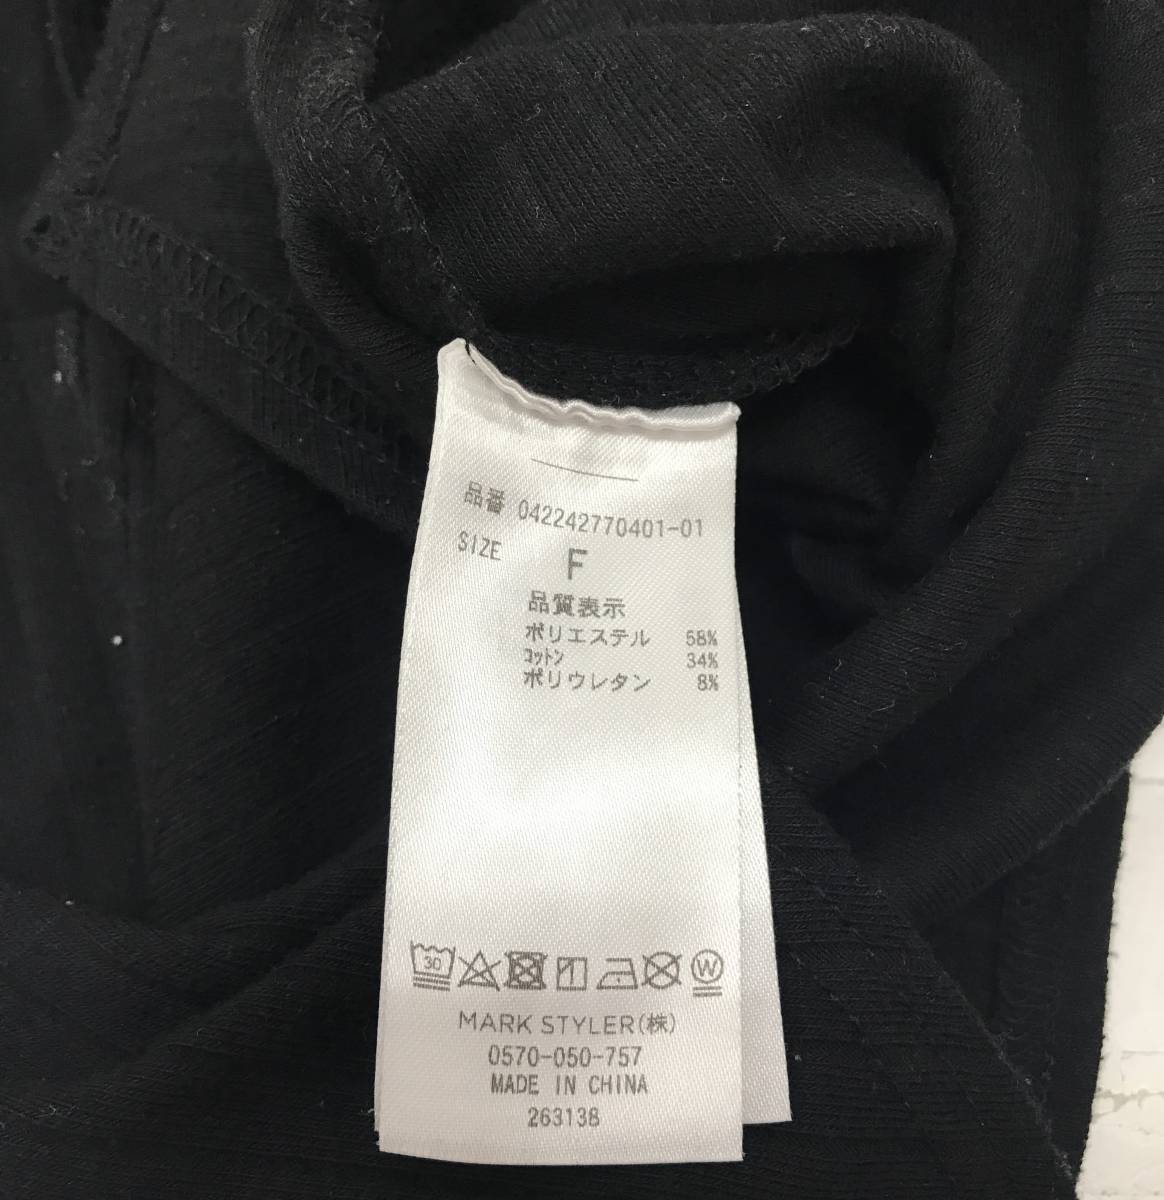 品番 042242770401-01
SIZE F
品質表示
ポリエステル 58%
コットン 34%
ポリウレタン 8%
30
W
MARK STYLER(株)
0570-050-757
MADE IN CHINA
263138